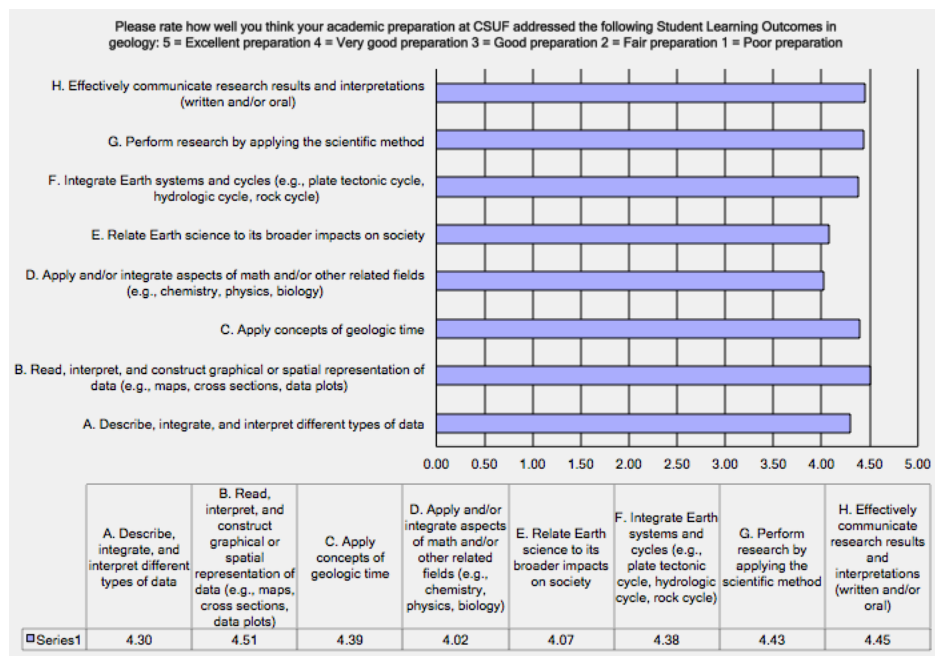 Please rate how well you think your academic preparation at CSUF addressed the following Student Learning Outcomes in
geology: 5 = Excellent preparation 4 = Very good preparation 3 = Good preparation 2 = Fair preparation 1 = Poor preparation
H. Effectively communicate research results and interpretations
(written and/or oral)
G. Perform research by applying the scientific method
F. Integrate Earth systems and cycles (e.g., plate tectonic cycle,
hydrologic cycle, rock cycle)
E. Relate Earth science to its broader impacts on society
D. Apply and/or integrate aspects of math and/or other related fields
(e.g., chemistry, physics, biology)
C. Apply concepts of geologic time
B. Read, interpret, and construct graphical or spatial representation of
data (e.g., maps, cross sections, data plots)
A. Describe, integrate, and interpret different types of data
0.00 0.50 1.00 1.50 2.00 2.50 3.00 3.50 4.00 4.50 5.00
A. Describe,
integrate, and
interpret different
types of data
B. Read,
interpret, and
construct
graphical or
spatial
representation of
data (e.g., maps,
cross sections,
data plots)
C. Apply
concepts of
geologic time
D. Apply and/or
integrate aspects
of math and/or
other related
fields (e.g.,
chemistry,
physics, biology)
E. Relate Earth
science to its
broader impacts
on society
F. Integrate Earth
systems and
cycles (e.g.,
plate tectonic
cycle, hydrologic
cycle, rock cycle)
G. Perform
research by
applying the
scientific method
H. Effectively
communicate
research results
and
interpretations
(written and/or
oral)
Series1 4.30 4.51 4.39 4.02 4.07 4.38 4.43 4.45